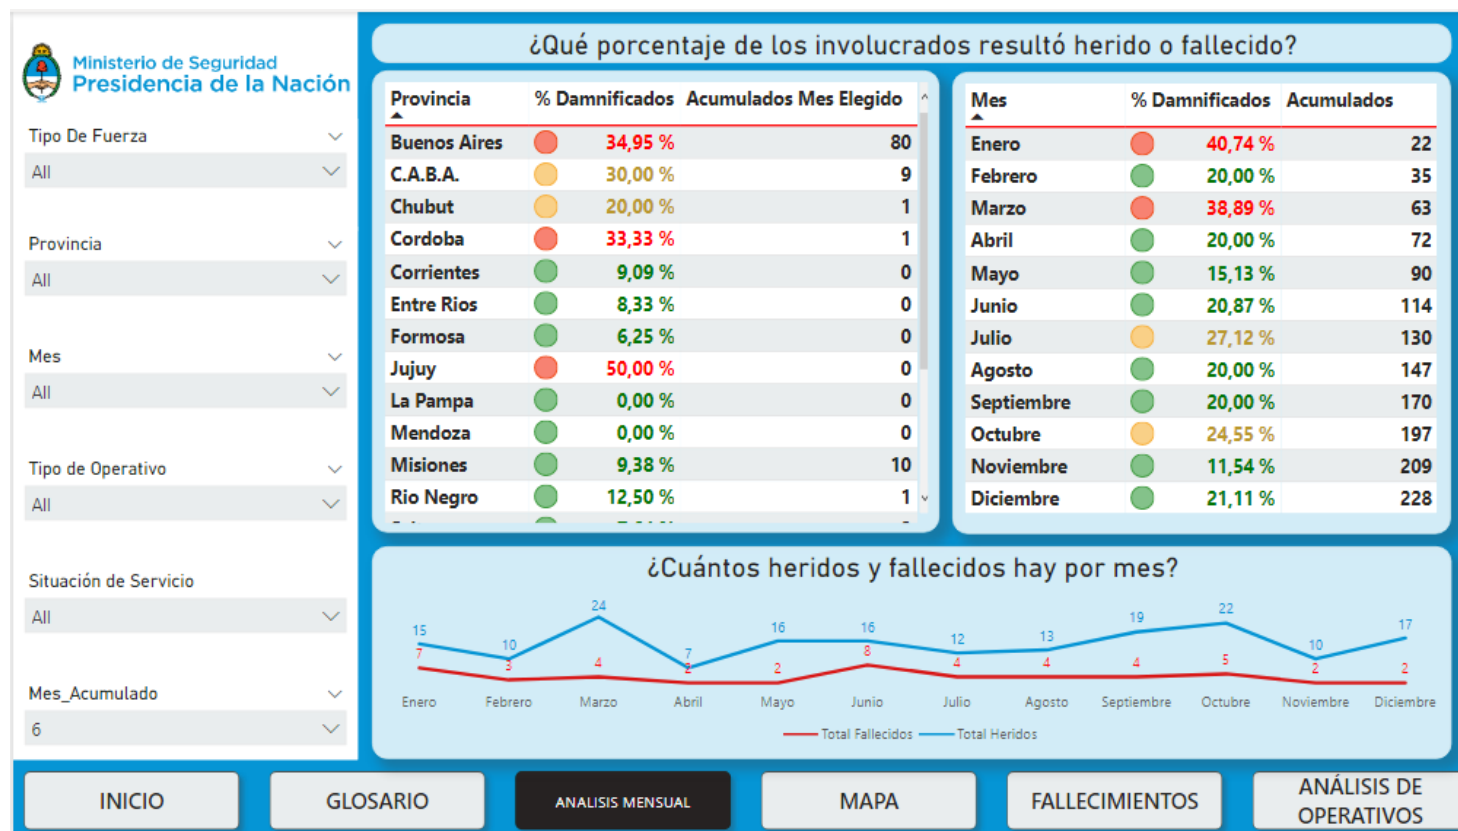 Ministerio de Seguridad
Presidencia de la Nación
Tipo De Fuerza
All
Provincia
All
Mes
All
Tipo de Operativo
All
Situación de Servicio
All
Mes_Acumulado
6
¿Qué porcentaje de los involucrados resultó herido o fallecido?
Provincia % Damnificados Acumulados Mes Elegido
Buenos Aires 34,95 % 80
C.A.B.A. 30,00 % 9
Chubut 20,00 % 1
Cordoba 33,33 % 1
Corrientes 9,09 % 0
Entre Rios 8,33 % 0
Formosa 6,25 % 0
Jujuy 50,00 % 0
La Pampa 0,00 % 0
Mendoza 0,00 % 0
Misiones 9,38 % 10
Rio Negro 12,50 % 1
Mes % Damnificados Acumulados
Enero 40,74 % 22
Febrero 20,00 % 35
Marzo 38,89 % 63
Abril 20,00 % 72
Mayo 15,13 % 90
Junio 20,87 % 114
Julio 27,12 % 130
Agosto 20,00 % 147
Septiembre 20,00 % 170
Octubre 24,55 % 197
Noviembre 11,54 % 209
Diciembre 21,11 % 228
¿Cuántos heridos y fallecidos hay por mes?
15 10 24 7 16 16 12 13 19 22 10 17
7 3 4 2 2 8 4 4 4 5 2 2
Enero Febrero Marzo Abril Mayo Junio Julio Agosto Septiembre Octubre Noviembre Diciembre
Total Fallecidos Total Heridos
INICIO
GLOSARIO
ANALISIS MENSUAL
MAPA
FALLECIMIENTOS
ANÁLISIS DE
OPERATIVOS